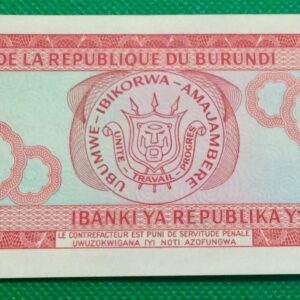 DE LA REPUBLIQUE DU BURUNDI
UBUMWE-IBIKORWA-AMAJAMBERE
UNITE - TRAVAIL - PROGRES
IBANKI YA REPUBLIKA Y
LE CONTREFACTEUR EST PUNI DE SERVITUDE PENALE
UWUZOKWIGANA IYI NOTI AZOFUNGWA